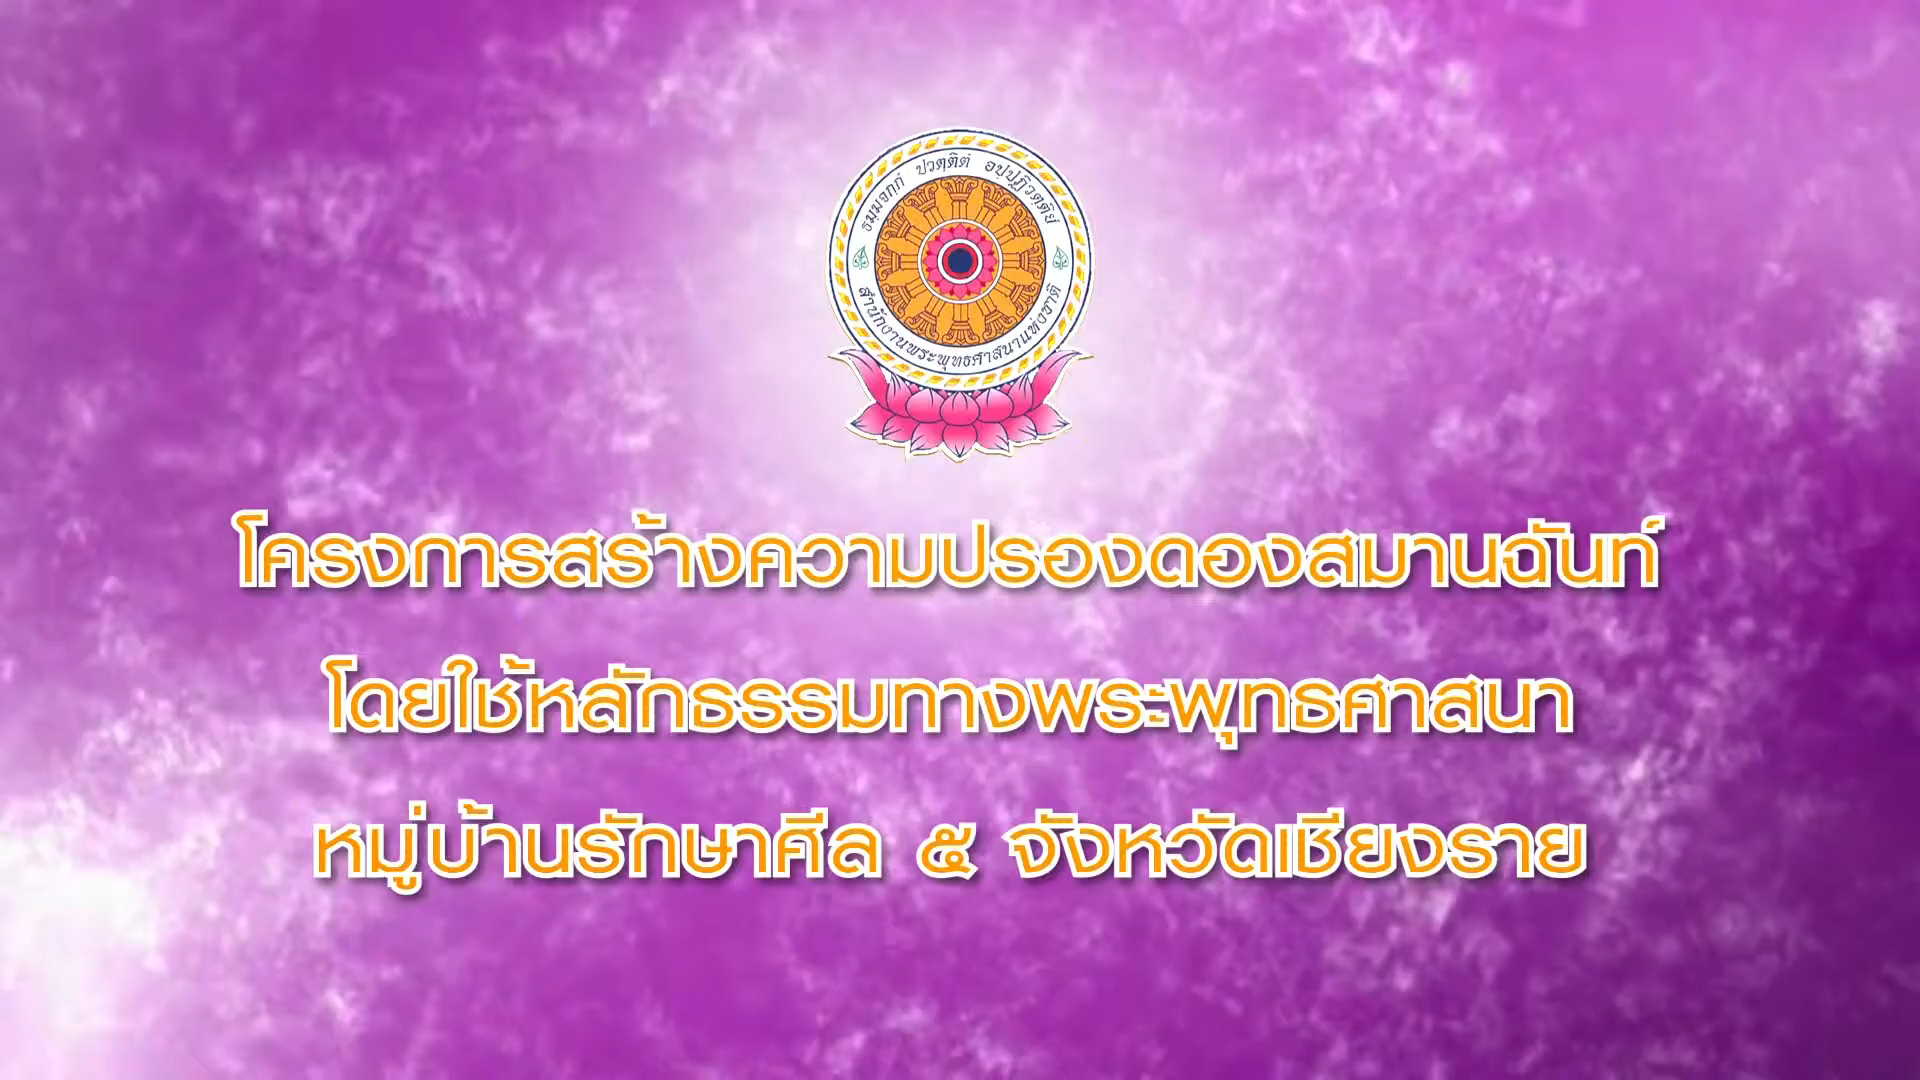 ธมฺมจกฺกํ ปวตฺติตํ อปฺปฏิวตฺติยํ
สำนักงานพระพุทธศาสนาแห่งชาติ
โครงการสร้างความปรองดองสมานฉันท์
โดยใช้หลักธรรมทางพระพุทธศาสนา
หมู่บ้านรักษาศีล ๕ จังหวัดเชียงราย